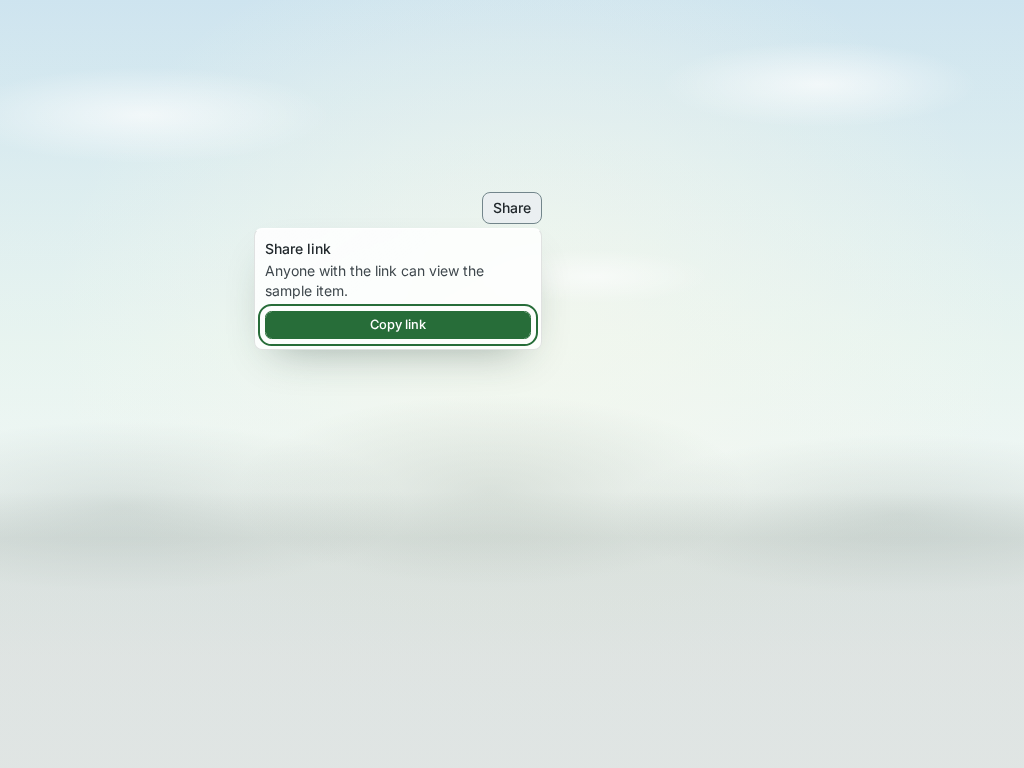 Share
Share link
Anyone with the link can view the
sample item.
Copy link